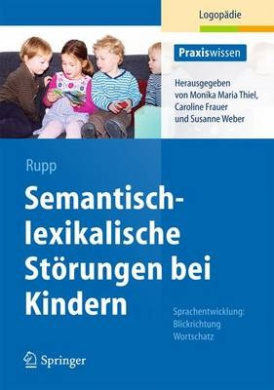 Logopädie
Praxiswissen
Herausgegeben
von Monika Maria Thiel,
Caroline Frauer
und Susanne Weber
Rupp
Semantisch-
lexikalische
Störungen bei
Kindern
Sprachentwicklung:
Blickrichtung
Wortschatz
Springer